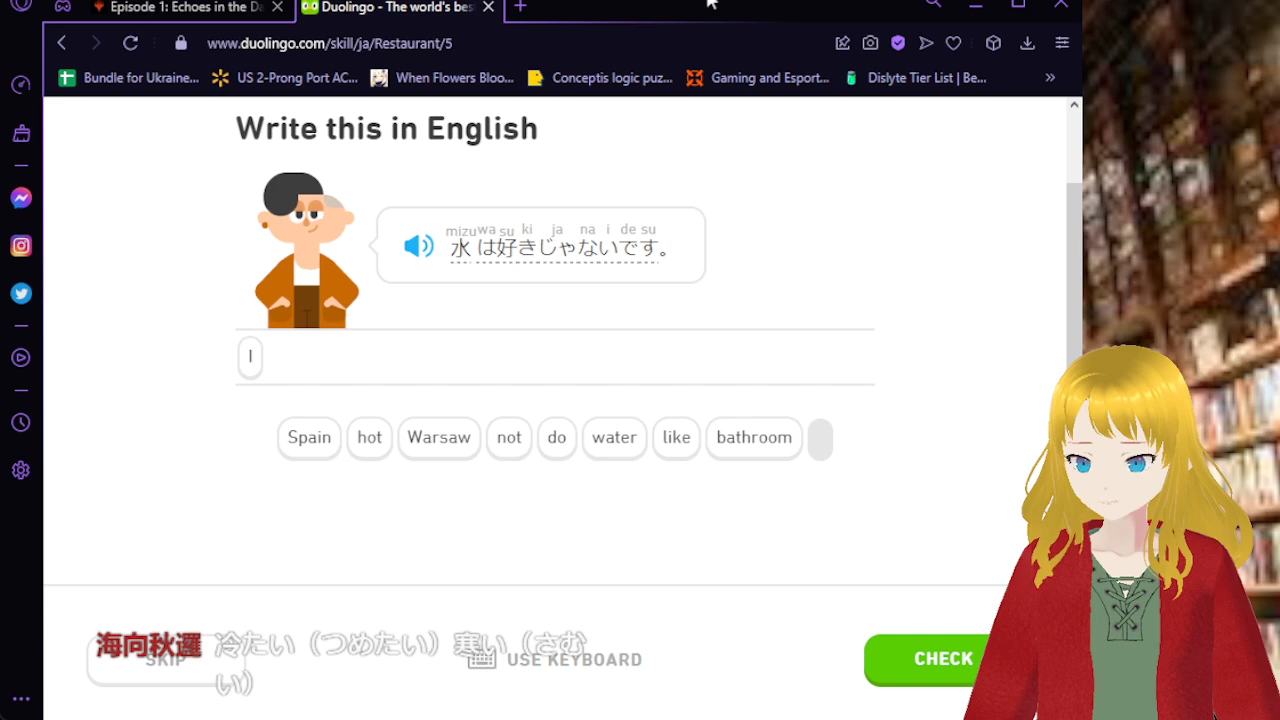 Episode 1: Echoes in the Da
Duolingo - The world's bes
www.duolingo.com/skill/ja/Restaurant/5
Bundle for Ukraine...
US 2-Prong Port AC...
When Flowers Bloo...
Conceptis logic puz...
Gaming and Esport...
Dislyte Tier List | Be...
Write this in English
mizu wa su ki ja na i de su
水は好きじゃないです。
I
Spain hot Warsaw not do water like bathroom
海向秋邏 冷たい（つめたい）寒い（さむい）
SKIP
USE KEYBOARD
CHECK